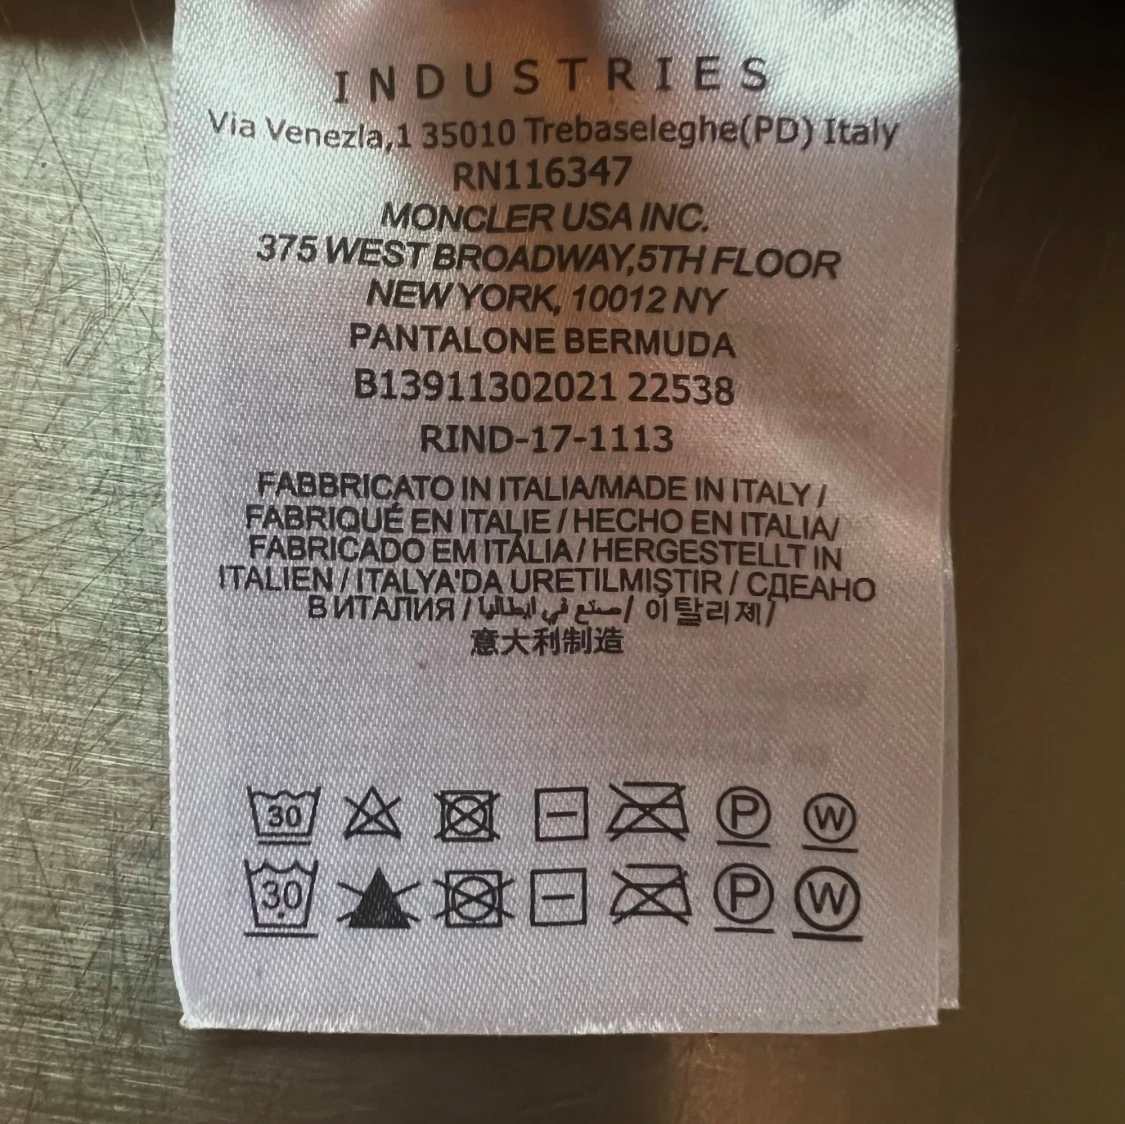 INDUSTRIES
Via Venezia,1 35010 Trebaseleghe(PD) Italy
RN116347
MONCLER USA INC.
375 WEST BROADWAY,5TH FLOOR
NEW YORK, 10012 NY
PANTALONE BERMUDA
B13911302021 22538
RIND-17-1113
FABBRICATO IN ITALIA/MADE IN ITALY /
FABRIQUÉ EN ITALIE / HECHO EN ITALIA/
FABRICADO EM ITÁLIA / HERGESTELLT IN
ITALIEN / ITALYA'DA URETILMIŞTIR / СДЕАНО
В ИТАЛИЯ / صنع في ايطاليا / 이탈리제/
意大利制造
30 P W
30 P W